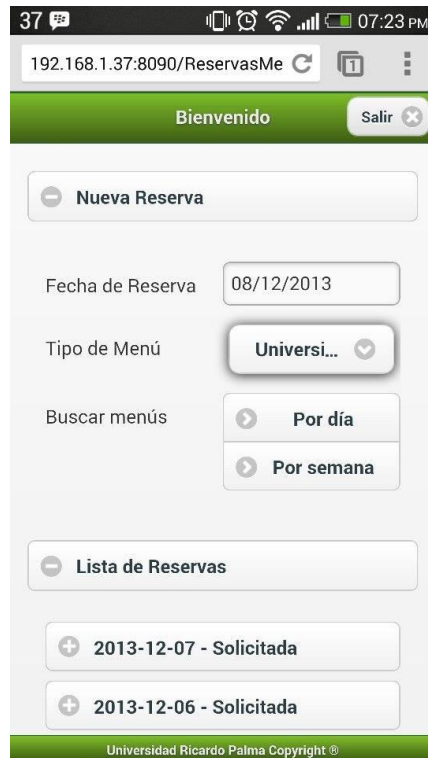 37 07:23 PM
192.168.1.37:8090/ReservasMe 1
Bienvenido Salir
Nueva Reserva
Fecha de Reserva 08/12/2013
Tipo de Menú Universi...
Buscar menús Por día
Por semana
Lista de Reservas
2013-12-07 - Solicitada
2013-12-06 - Solicitada
Universidad Ricardo Palma Copyright ®